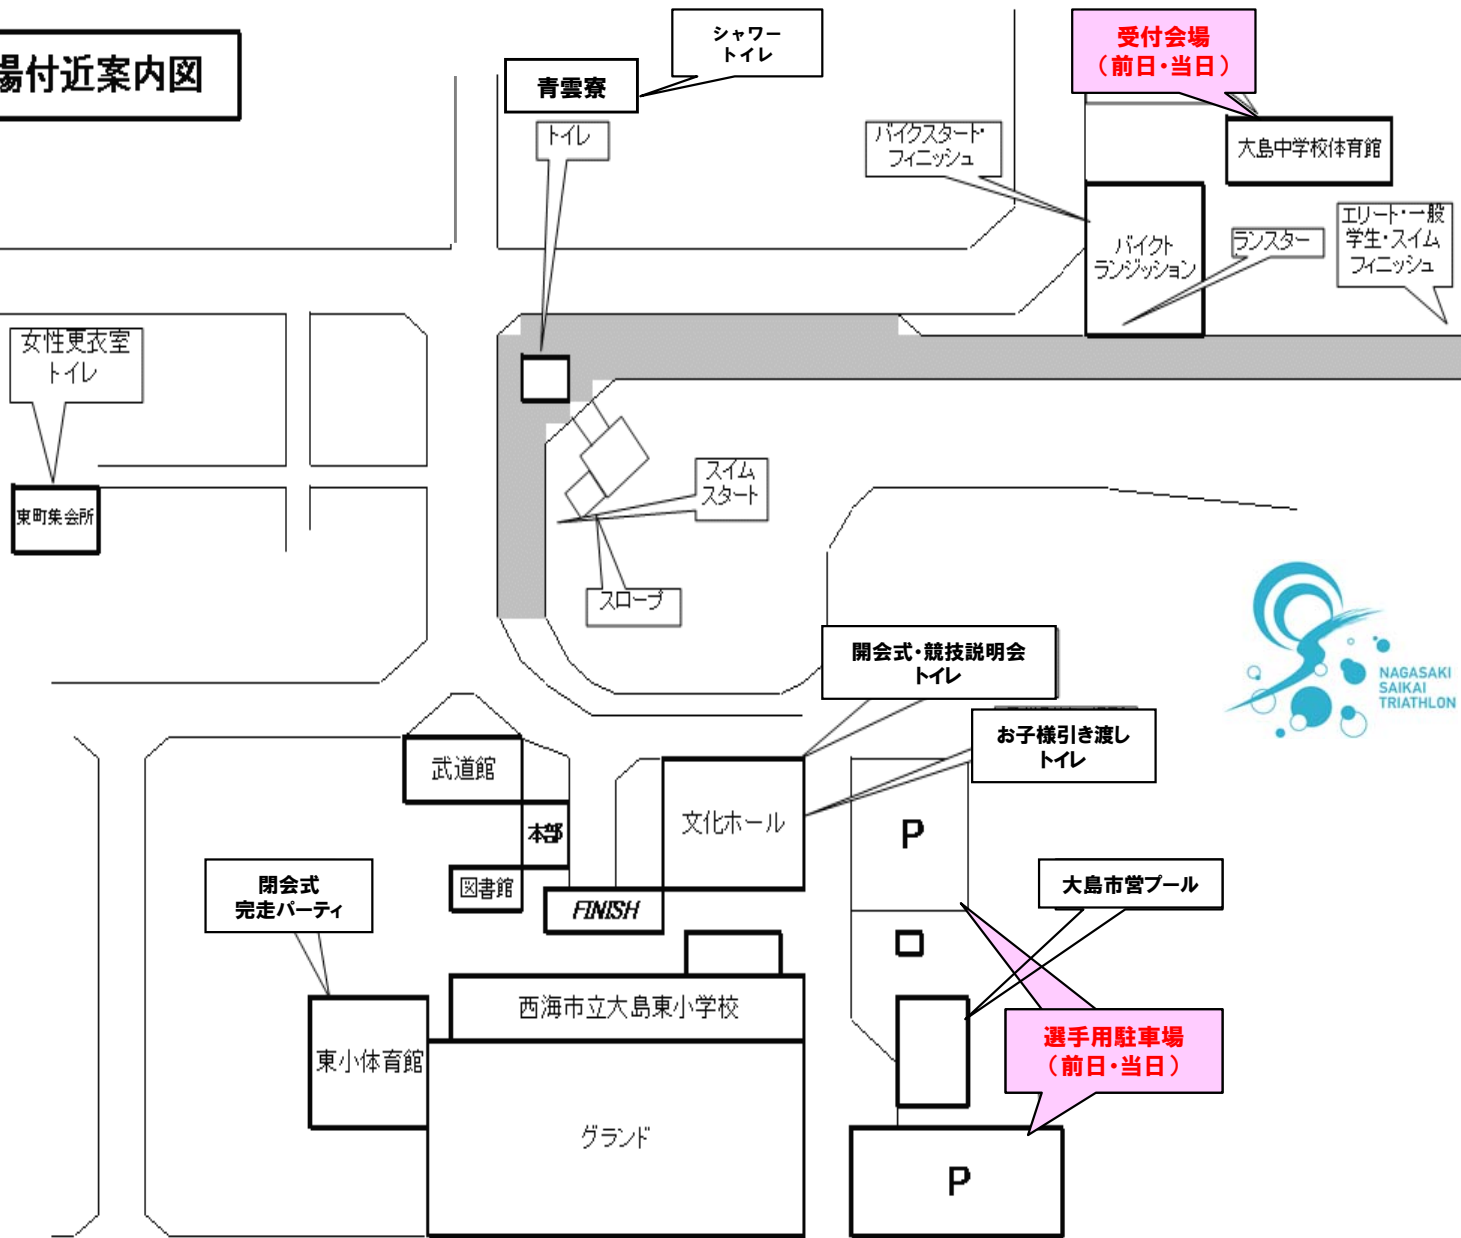 場付近案内図
シャワー
トイレ
受付会場
（前日・当日）
青雲寮
トイレ
バイクスタート・
フィニッシュ
大島中学校体育館
エリート・一般
学生・スイム
フィニッシュ
ランスター
バイクト
ランジッション
女性更衣室
トイレ
東町集会所
スイム
スタート
スロープ
開会式・競技説明会
トイレ
NAGASAKI
SAIKAI
TRIATHLON
お子様引き渡し
トイレ
武道館
本部
図書館
文化ホール
P
FINISH
閉会式
完走パーティ
大島市営プール
西海市立大島東小学校
選手用駐車場
（前日・当日）
東小体育館
グランド
P